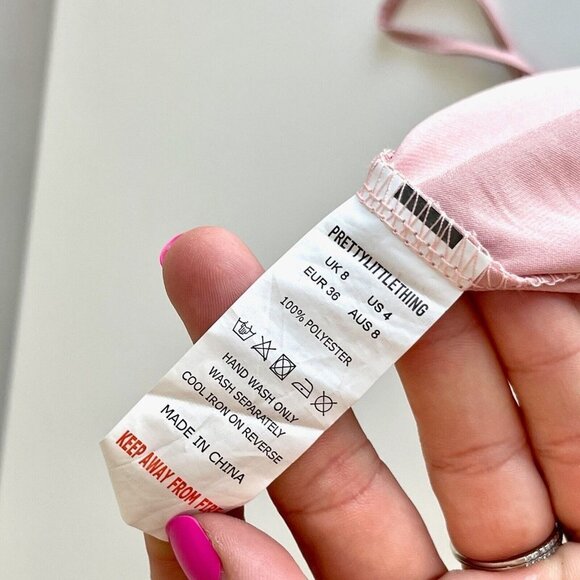 PRETTYLITTLETHING
UK 8 US 4
EUR 36 AUS 8
100% POLYESTER
HAND WASH ONLY
WASH SEPARATELY
COOL IRON ON REVERSE
MADE IN CHINA
KEEP AWAY FROM